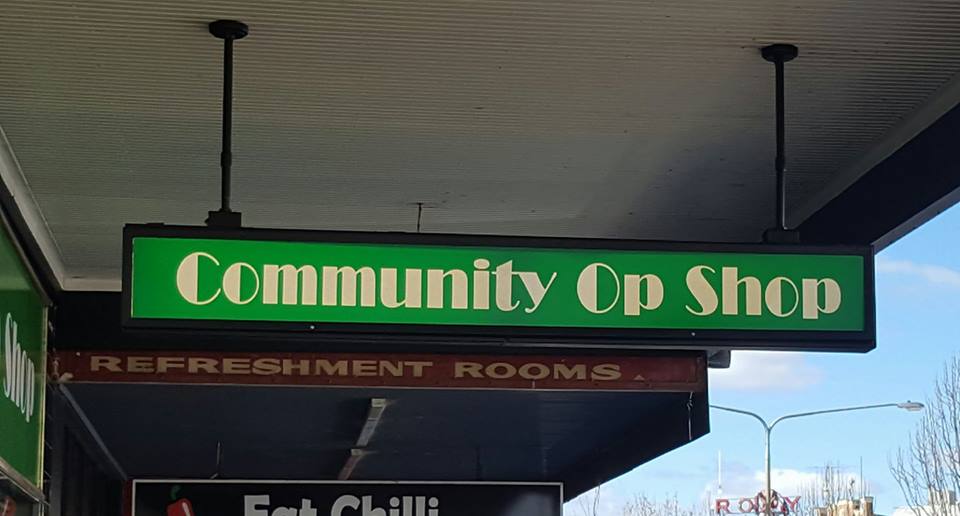 Community Op Shop
REFRESHMENT ROOMS
Shop
Eat Chilli